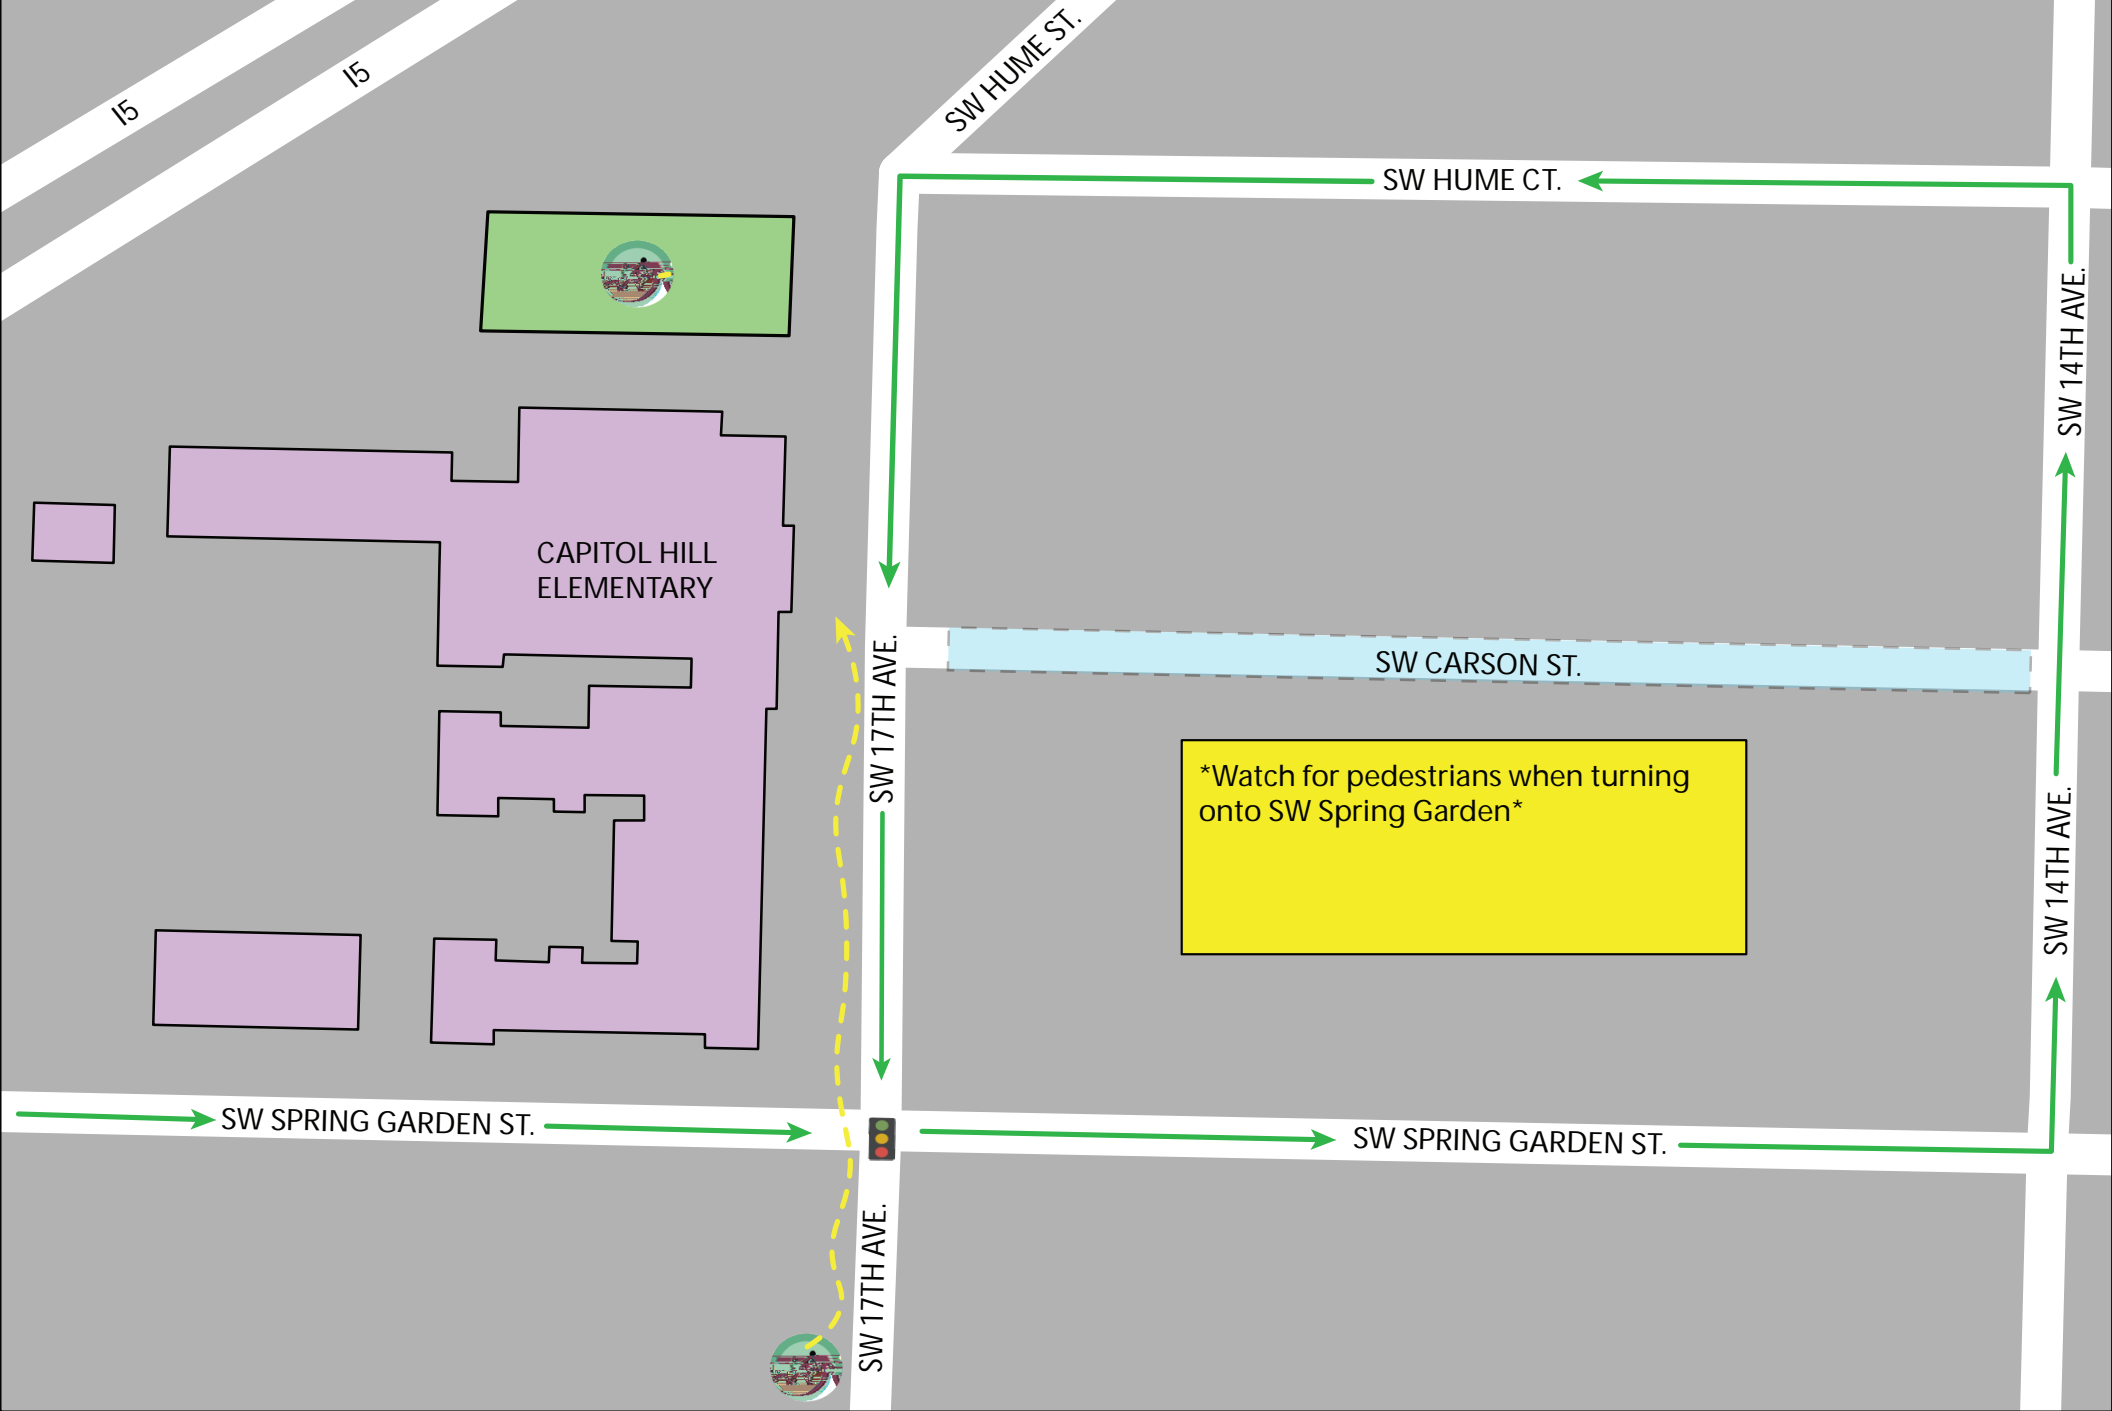 I5
I5
SW HUME ST.
SW HUME CT.
SW 14TH AVE.
CAPITOL HILL
ELEMENTARY
SW 17TH AVE.
SW CARSON ST.
*Watch for pedestrians when turning
onto SW Spring Garden*
SW 14TH AVE.
SW SPRING GARDEN ST.
SW SPRING GARDEN ST.
SW 17TH AVE.